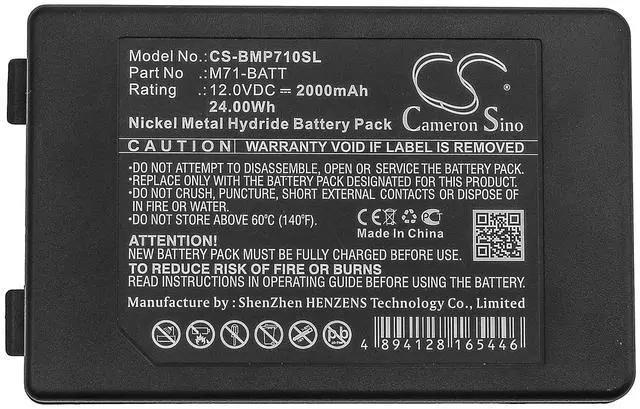 Model No.:CS-BMP710SL
Part No :M71-BATT
Rating :12.0VDC ⎓ 2000mAh
24.00Wh
Nickel Metal Hydride Battery Pack
CS
Cameron Sino
CAUTION WARRANTY VOID IF LABEL IS REMOVED
•DO NOT ATTEMPT TO DISASSEMBLE, OPEN OR SERVICE THE BATTERY.
•REPLACE ONLY WITH THE BATTERY PACK DESIGNATED FOR THIS PRODUCT.
•DO NOT CRUSH, PUNCTURE, SHORT EXTERNAL CONTACTS OR DISPOSE OF
IN FIRE OR WATER.
•DO NOT STORE ABOVE 60℃ (140℉).
CE
Made In China
ATTENTION!
NEW BATTERY PACK MUST BE FULLY CHARGED BEFORE USE.
TO REDUCE RISK OF FIRE OR BURNS
READ INSTRUCTIONS IN OPERATING GUIDE BEFORE USING THE BATTERY.
Manufacture by : ShenZhen HENZENS Technology Co., Limited
pb
4 894128 165446